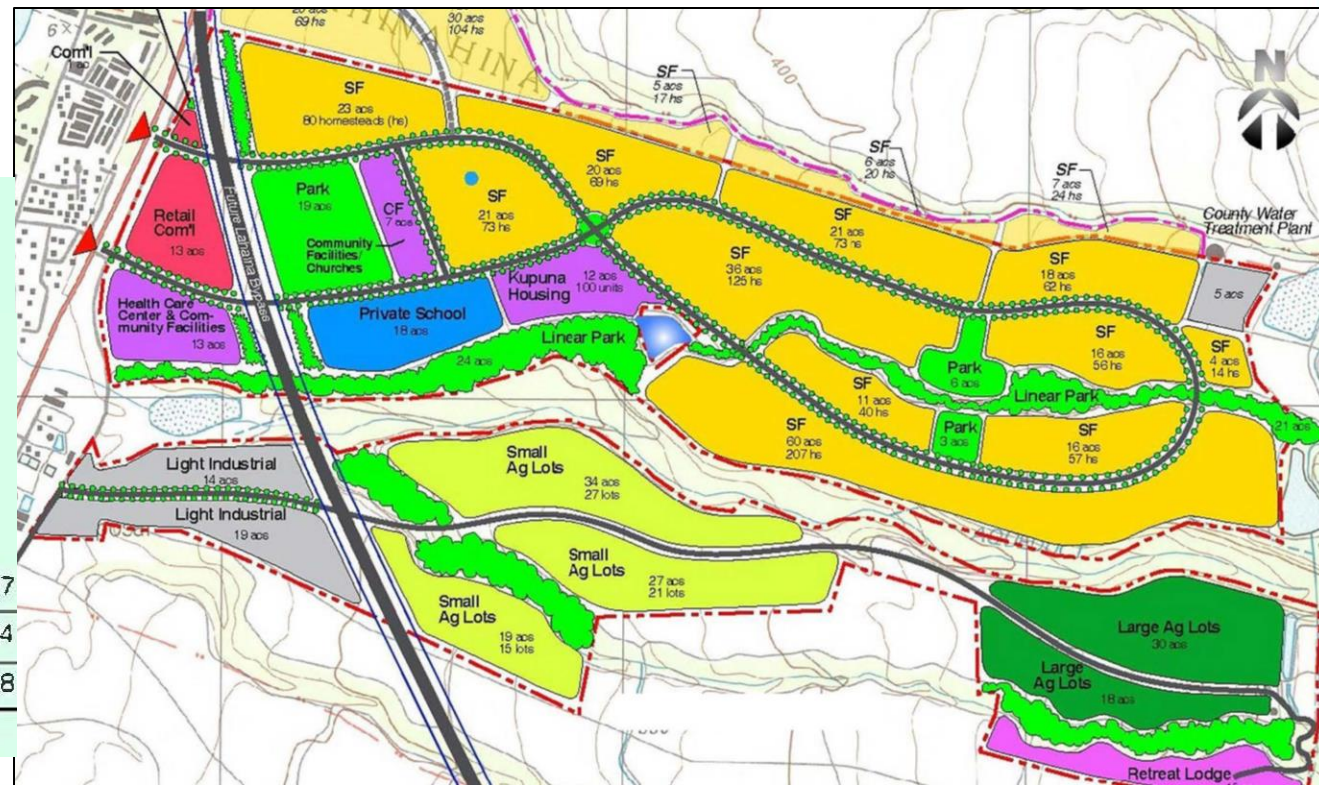 20 acs
69 hs
30 acs
104 hs
HINAHINA
400
N
Com'l
1 ac
SF
23 acs
80 homesteads (hs)
SF
5 acs
17 hs
SF
6 acs
20 hs
SF
7 acs
24 hs
County Water
Treatment Plant
5 acs
SF
20 acs
69 hs
Park
19 acs
CF
7 acs
SF
21 acs
73 hs
Community
Facilities/
Churches
Future Lahaina Bypass
Retail
Com'l
13 acs
SF
21 acs
73 hs
SF
36 acs
125 hs
SF
18 acs
62 hs
Kupuna
Housing
12 acs
100 units
Health Care
Center & Com-
munity Facilities
13 acs
Private School
18 acs
Linear Park
24 acs
SF
16 acs
56 hs
SF
4 acs
14 hs
Park
6 acs
SF
11 acs
40 hs
Linear Park
21 acs
Park
3 acs
SF
60 acs
207 hs
SF
16 acs
57 hs
Light Industrial
14 acs
Light Industrial
19 acs
Small
Ag Lots
34 acs
27 lots
Small
Ag Lots
27 acs
21 lots
Small
Ag Lots
19 acs
15 lots
Large Ag Lots
30 acs
Large
Ag Lots
18 acs
Retreat Lodge
7
4
8